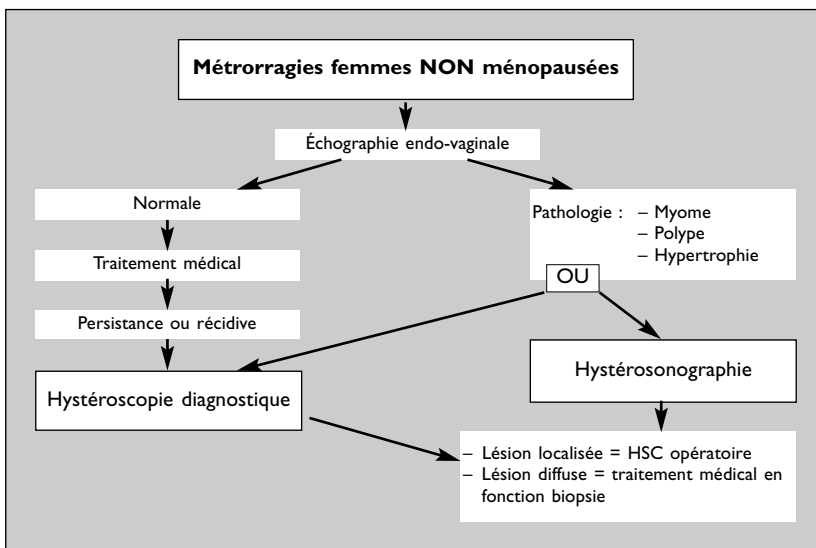 Métrorragies femmes NON ménopausées
Échographie endo-vaginale
Normale
Traitement médical
Persistance ou récidive
Hystéroscopie diagnostique
Pathologie : – Myome
– Polype
– Hypertrophie
OU
Hystérosonographie
– Lésion localisée = HSC opératoire
– Lésion diffuse = traitement médical en
fonction biopsie